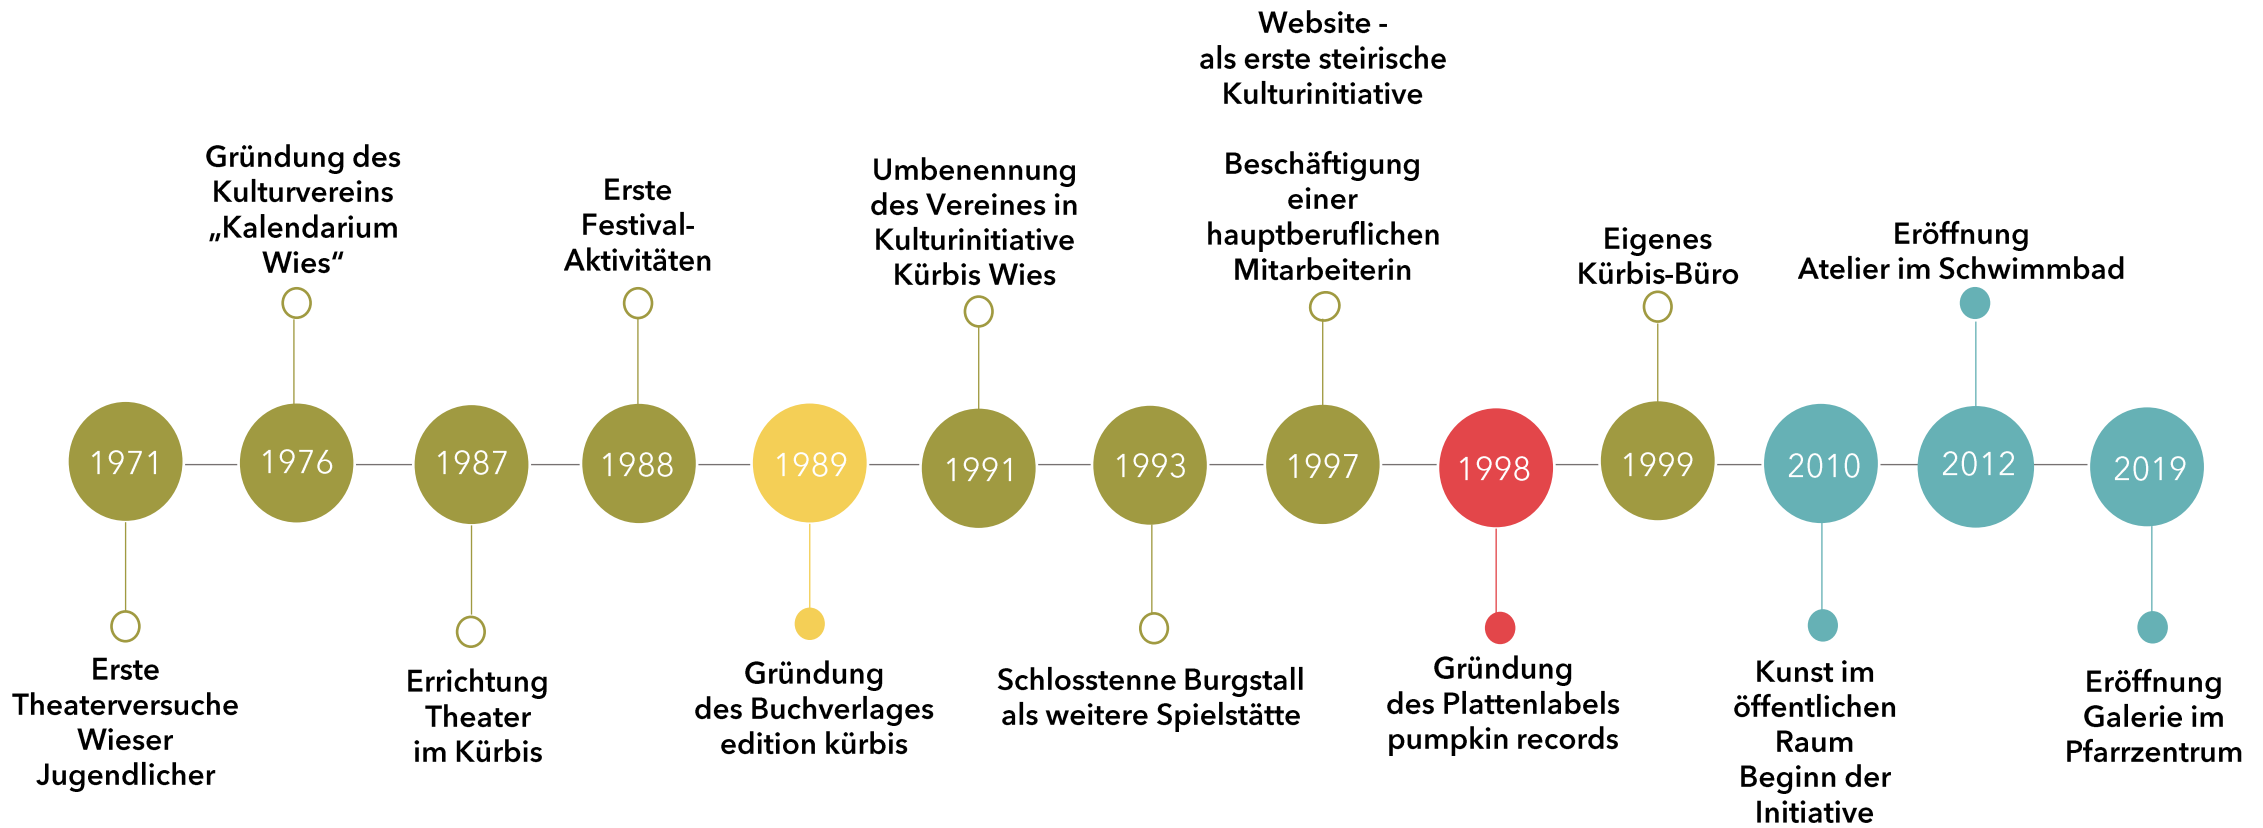 Website -
als erste steirische
Kulturinitiative
Beschäftigung
einer
hauptberuflichen
Mitarbeiterin
Gründung des
Kulturvereins
„Kalendarium
Wies“
Erste
Festival-
Aktivitäten
Umbenennung
des Vereines in
Kulturinitiative
Kürbis Wies
Eigenes
Kürbis-Büro
Eröffnung
Atelier im Schwimmbad
1971
1976
1987
1988
1989
1991
1993
1997
1998
1999
2010
2012
2019
Erste
Theaterversuche
Wieser
Jugendlicher
Errichtung
Theater
im Kürbis
Gründung
des Buchverlages
edition kürbis
Schlosstenne Burgstall
als weitere Spielstätte
Gründung
des Plattenlabels
pumpkin records
Kunst im
öffentlichen
Raum
Beginn der
Initiative
Eröffnung
Galerie im
Pfarrzentrum